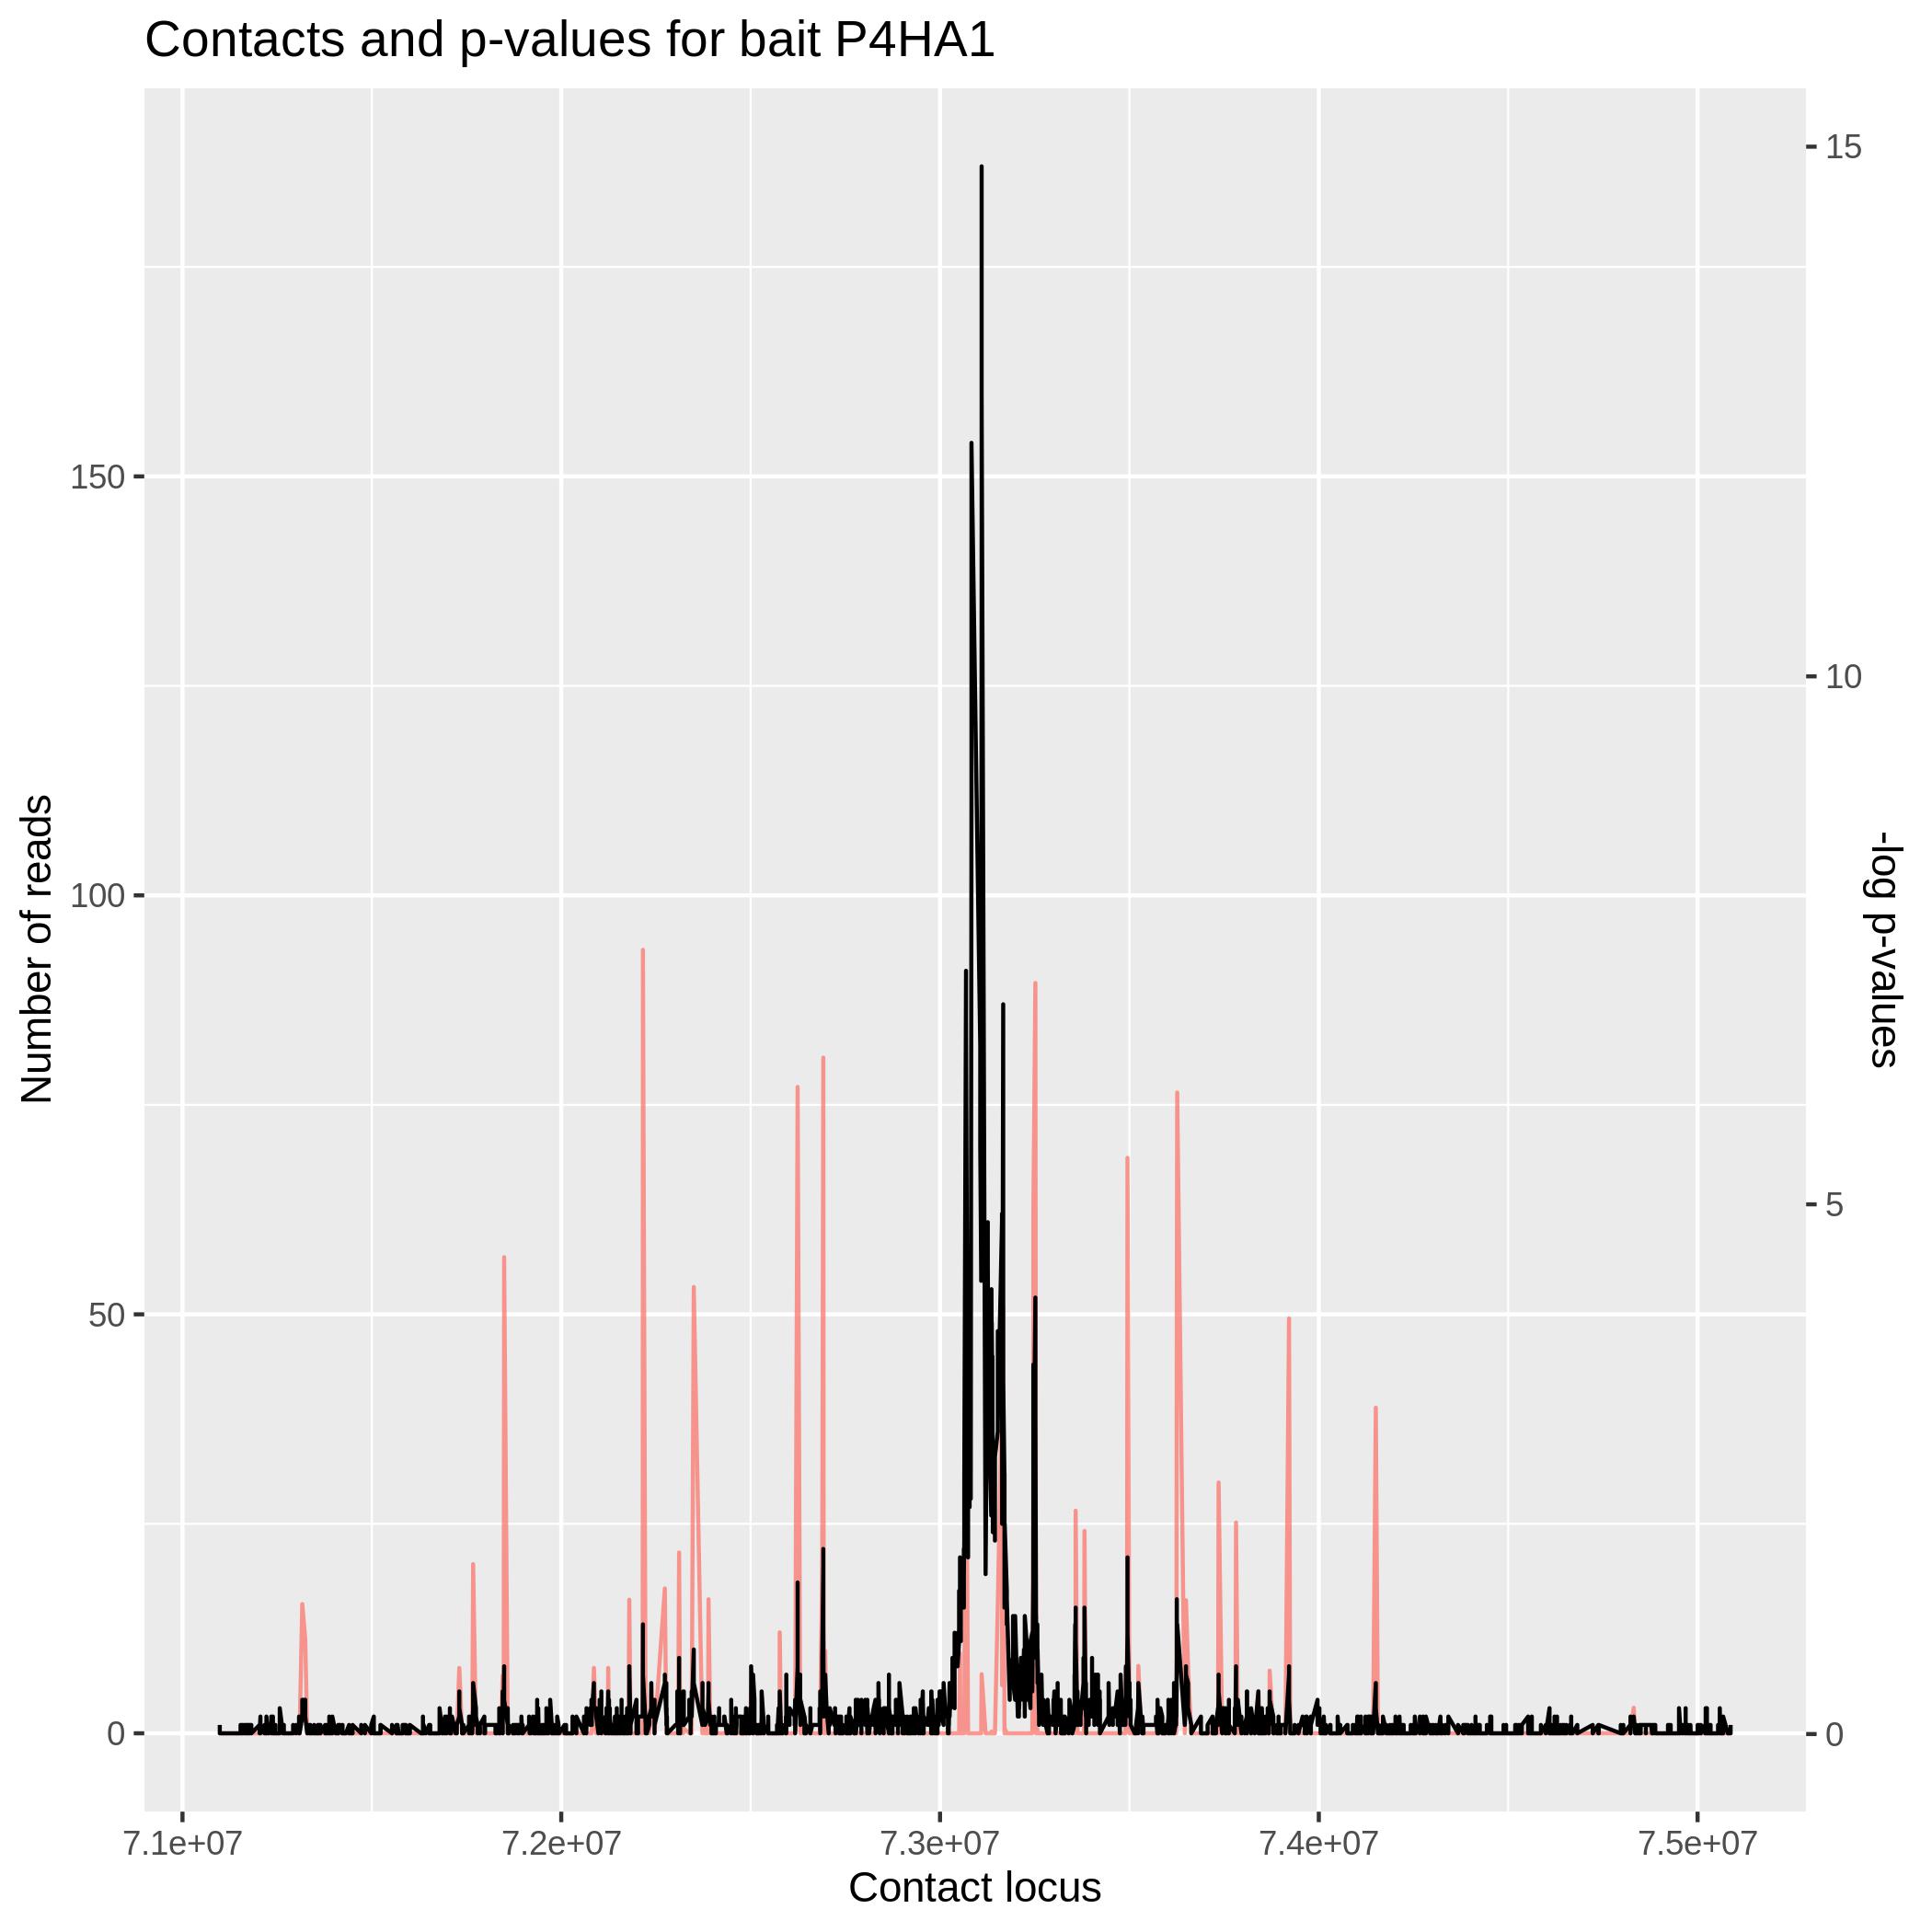 Contacts and p-values for bait P4HA1
15
150
10
100
Number of reads
-log p-values
5
50
0
0
7.1e+07 7.2e+07 7.3e+07 7.4e+07 7.5e+07
Contact locus